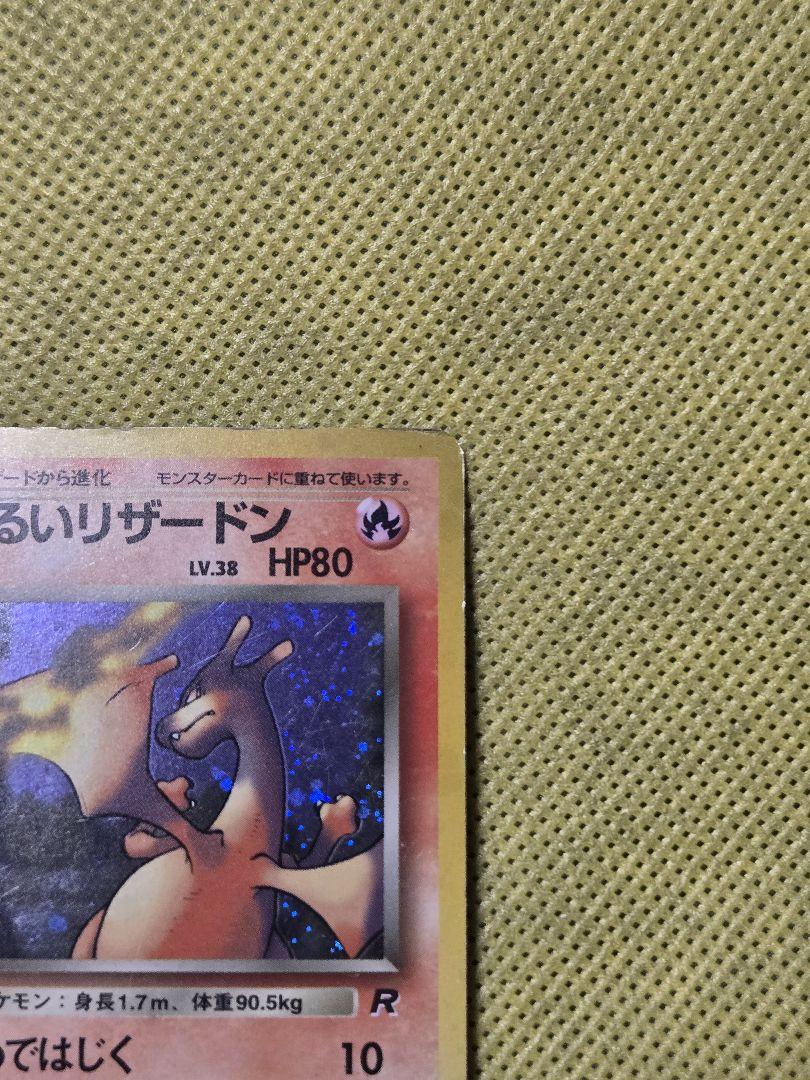 ードから進化 モンスターカードに重ねて使います。
るいリザードン
LV.38 HP80
ケモン：身長1.7m、体重90.5kg R
ではじく 10